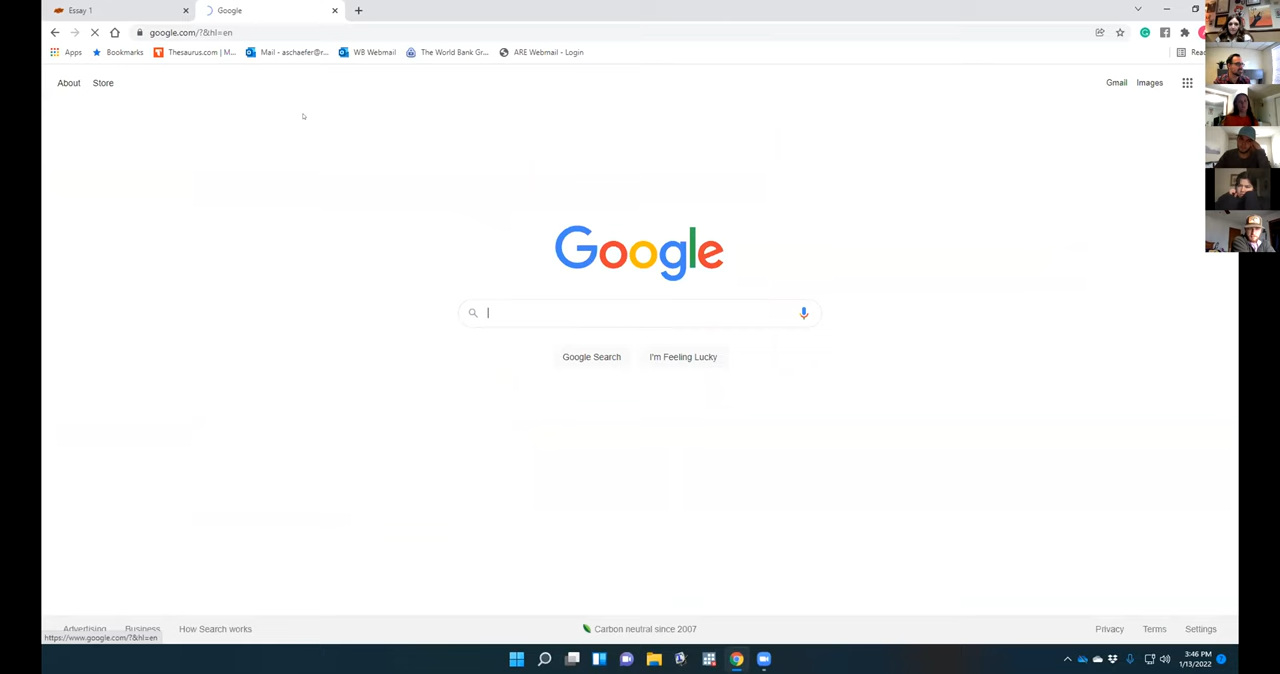 Essay 1
Google
google.com/?&hl=en
Apps
Bookmarks
Thesaurus.com | M...
Mail - aschaefer@r...
WB Webmail
The World Bank Gr...
ARE Webmail - Login
About
Store
Gmail
Images
Google
Google Search
I'm Feeling Lucky
Advertising
Business
How Search works
Carbon neutral since 2007
Privacy
Terms
Settings
https://www.google.com/?&hl=en
3:46 PM
1/13/2022